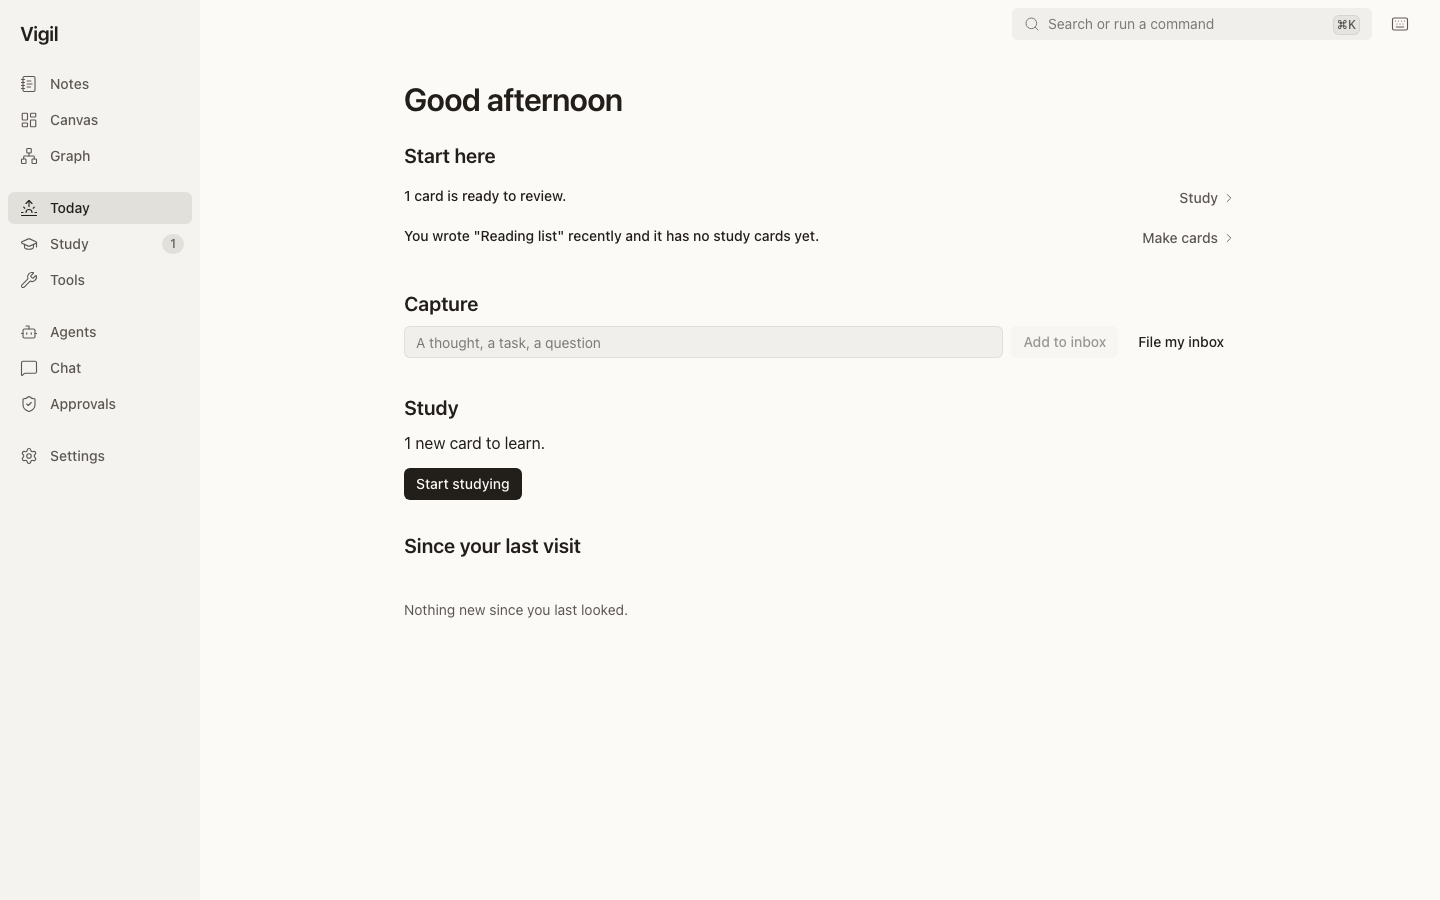 Vigil
Search or run a command
⌘K
Notes
Canvas
Graph
Today
Study
1
Tools
Agents
Chat
Approvals
Settings
Good afternoon
Start here
1 card is ready to review.
Study
You wrote "Reading list" recently and it has no study cards yet.
Make cards
Capture
A thought, a task, a question
Add to inbox
File my inbox
Study
1 new card to learn.
Start studying
Since your last visit
Nothing new since you last looked.